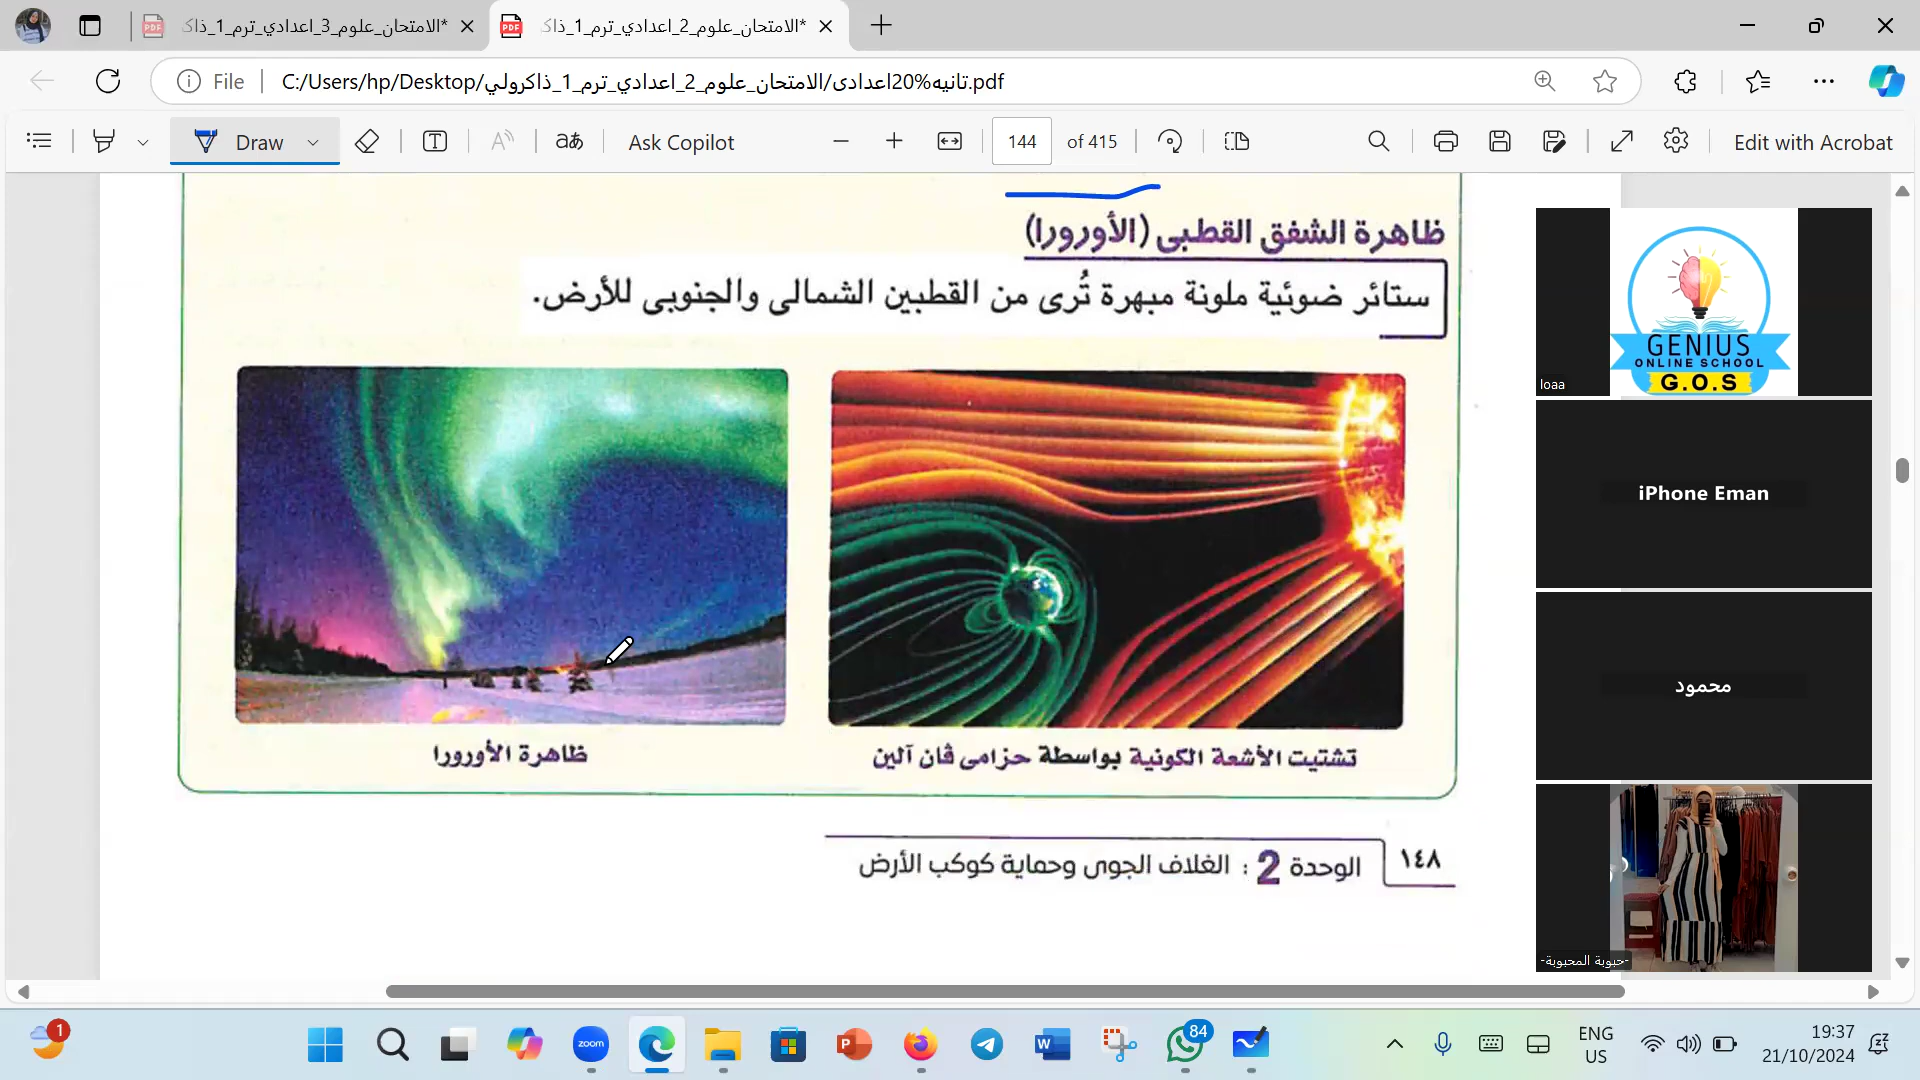 *الامتحان_علوم_3_اعدادي_ترم_1_ذاك
*الامتحان_علوم_2_اعدادي_ترم_1_ذاك
File
C:/Users/hp/Desktop/تانيه%20اعدادى/الامتحان_علوم_2_اعدادي_ترم_1_ذاكرولي.pdf
Draw
Ask Copilot
144 of 415
Edit with Acrobat
ظاهرة الشفق القطبى (الأورورا)
ستائر ضوئية ملونة مبهرة تُرى من القطبين الشمالى والجنوبى للأرض.
تشتيت الأشعة الكونية بواسطة حزامى ڤان آلين
ظاهرة الأورورا
١٤٨
الوحدة 2 : الغلاف الجوى وحماية كوكب الأرض
GENIUS
ONLINE SCHOOL
G.O.S
loaa
iPhone Eman
محمود
-حبوبة المحبوبة-
1
zoom
84
ENG
US
19:37
21/10/2024